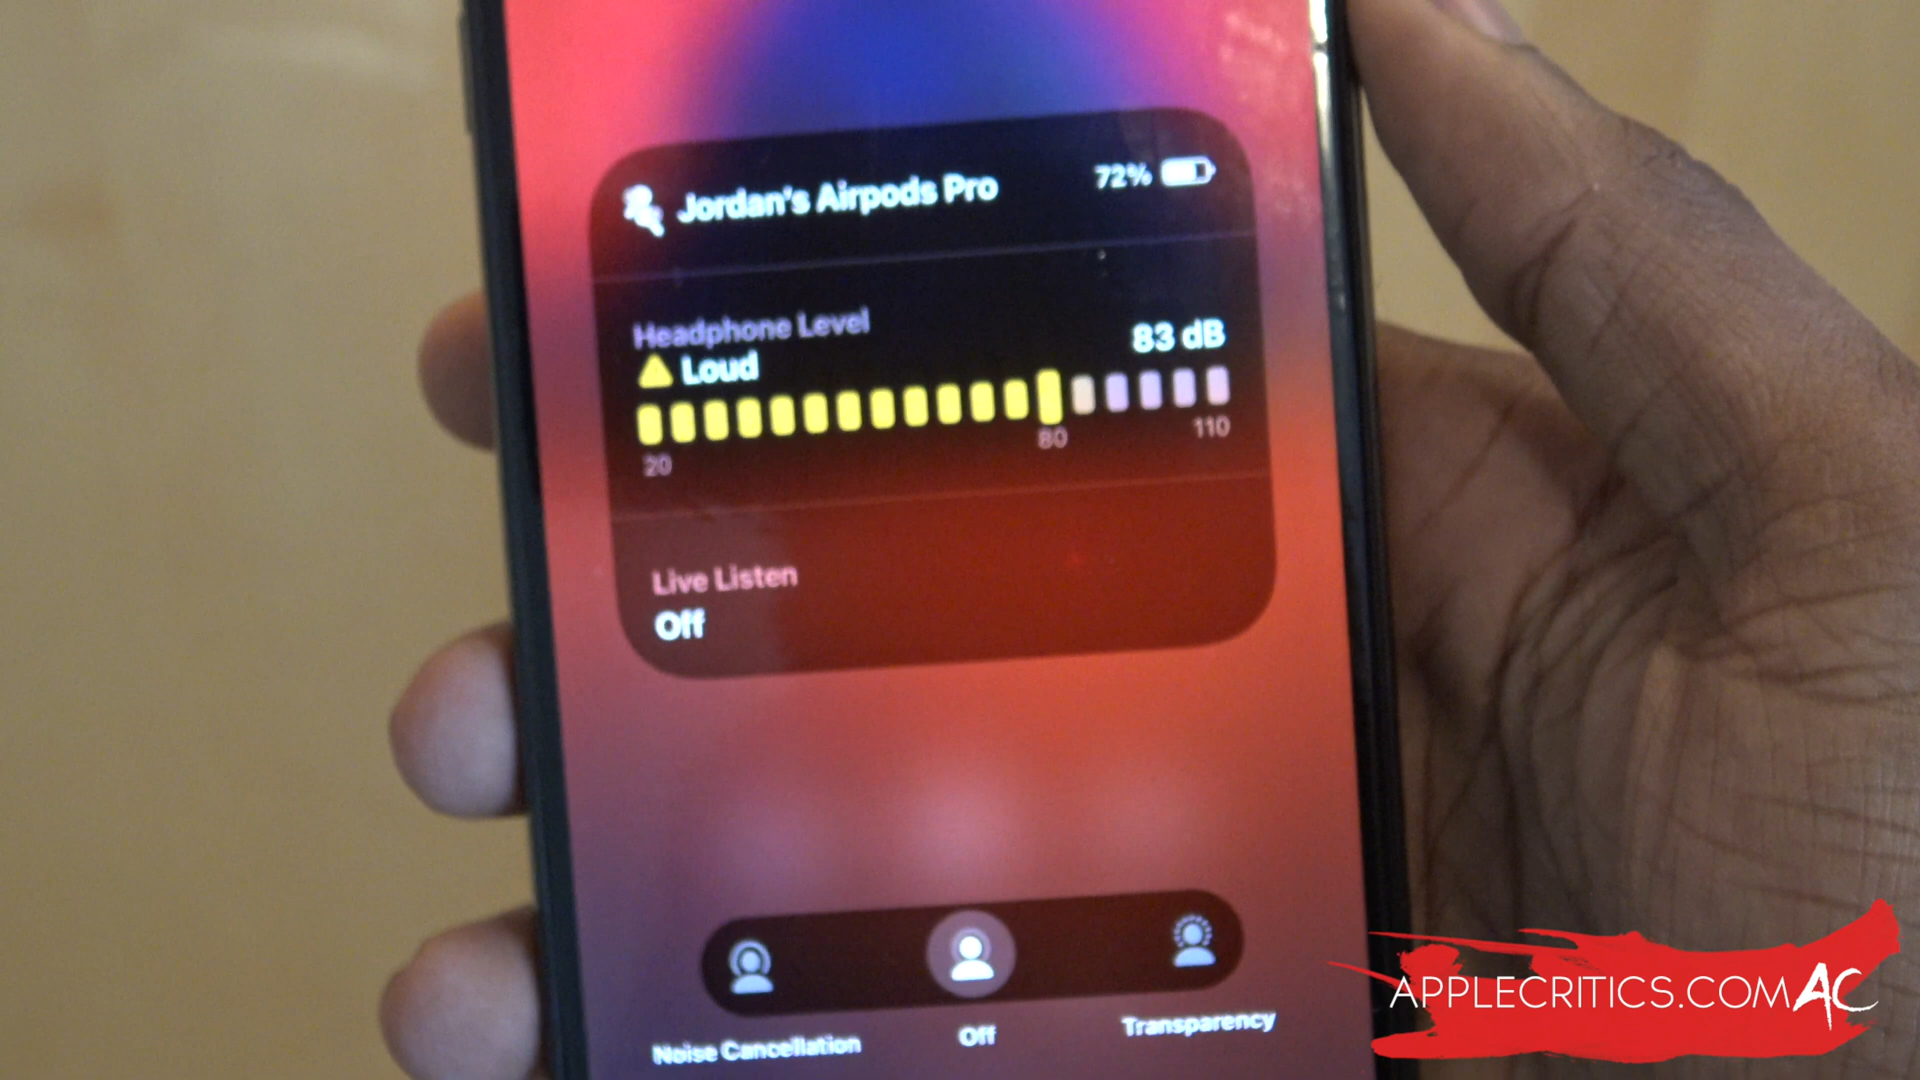 Jordan's Airpods Pro 72%
Headphone Level
Loud 83 dB
20 80 110
Live Listen
Off
Noise Cancellation Off Transparency
APPLECRITICS.COM AC